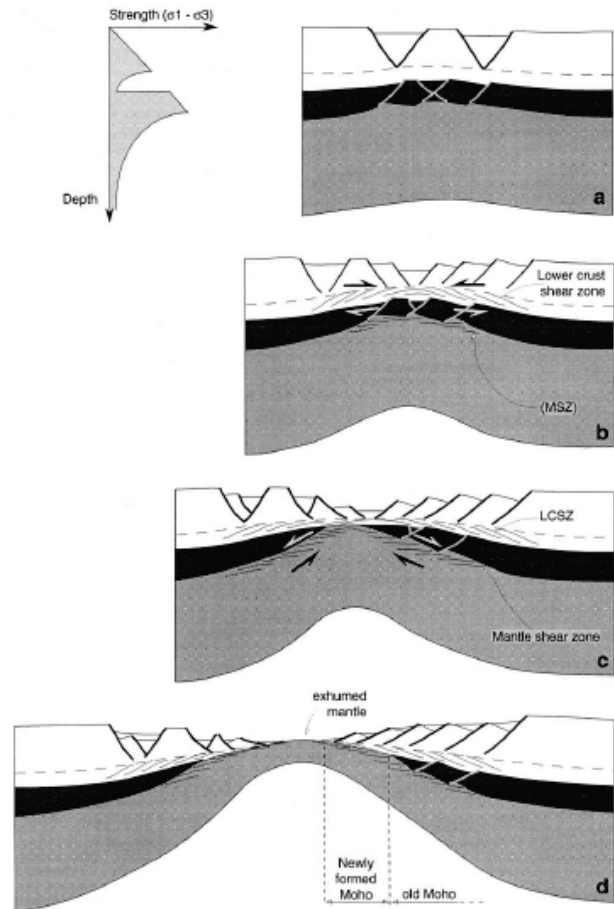 Strength (σ1 - σ3)
Depth
a
Lower crust
shear zone
(MSZ)
b
LCSZ
Mantle shear zone
c
exhumed
mantle
Newly
formed
Moho
old Moho
d